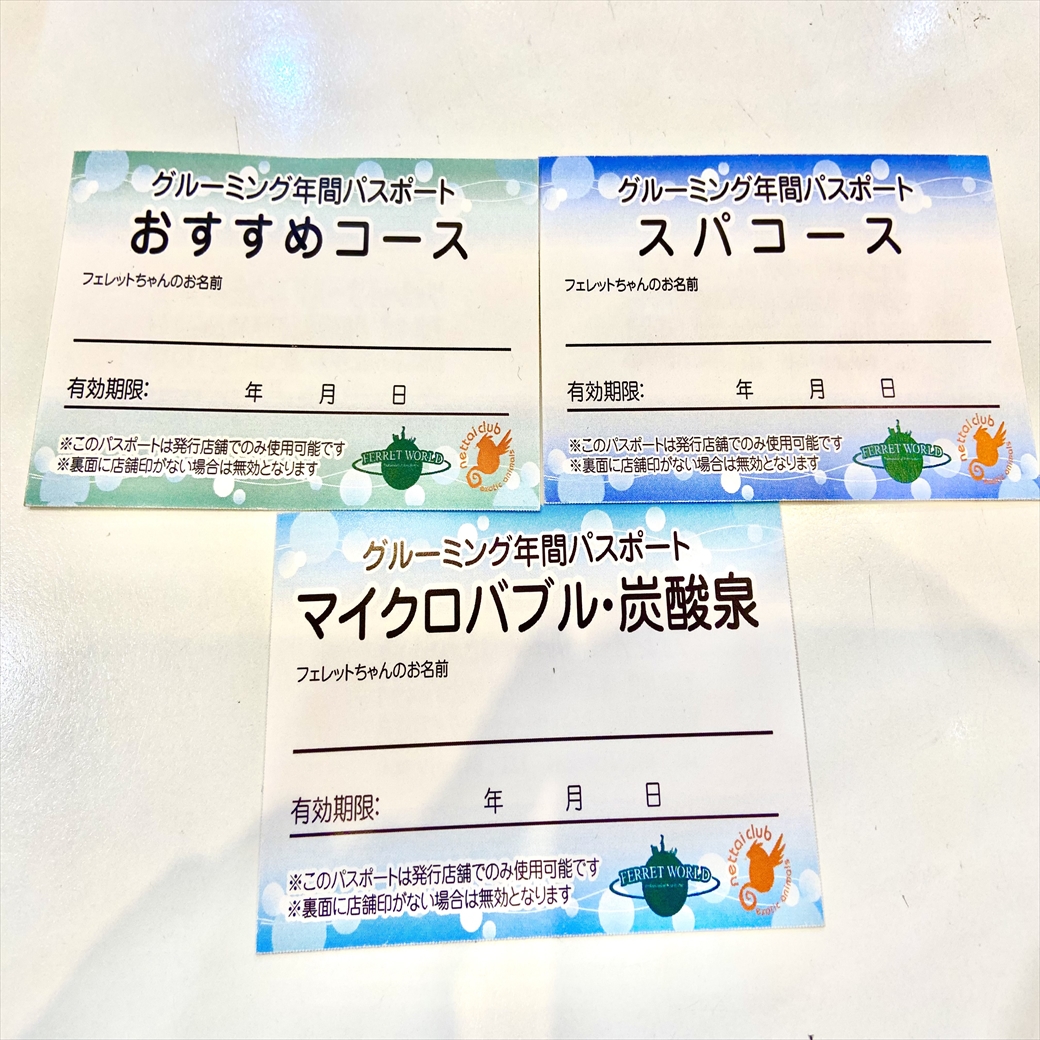 グルーミング年間パスポート
おすすめコース
フェレットちゃんのお名前
有効期限: 年 月 日
※このパスポートは発行店舗でのみ使用可能です
※裏面に店舗印がない場合は無効となります
FERRET WORLD
nettai club
exotic animals
グルーミング年間パスポート
スパコース
フェレットちゃんのお名前
有効期限: 年 月 日
※このパスポートは発行店舗でのみ使用可能です
※裏面に店舗印がない場合は無効となります
FERRET WORLD
nettai club
exotic animals
グルーミング年間パスポート
マイクロバブル・炭酸泉
フェレットちゃんのお名前
有効期限: 年 月 日
※このパスポートは発行店舗でのみ使用可能です
※裏面に店舗印がない場合は無効となります
FERRET WORLD
nettai club
exotic animals